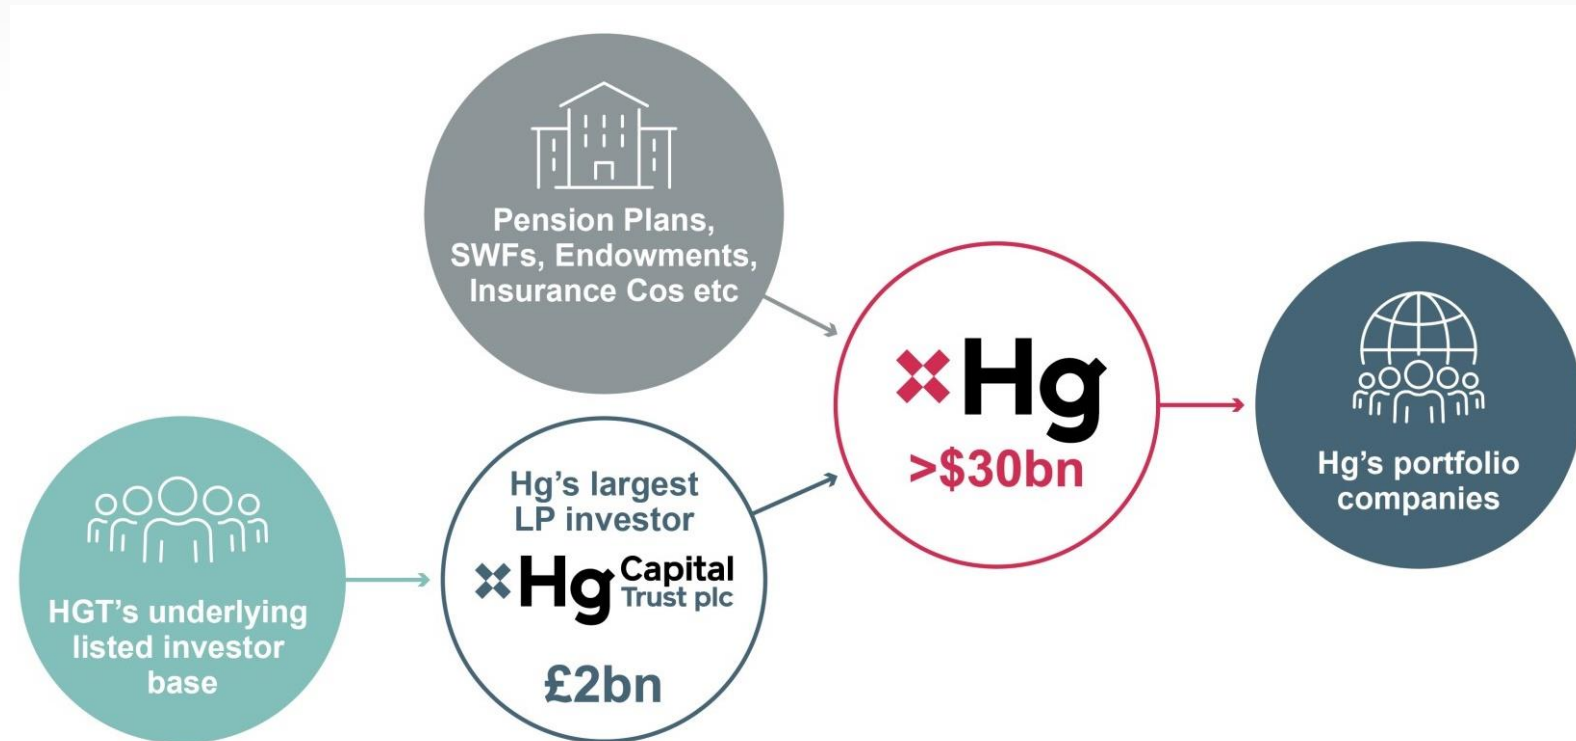 Pension Plans,
SWFs, Endowments,
Insurance Cos etc
Hg
>$30bn
Hg's portfolio
companies
Hg’s largest
LP investor
Hg Capital
Trust plc
£2bn
HGT’s underlying
listed investor
base